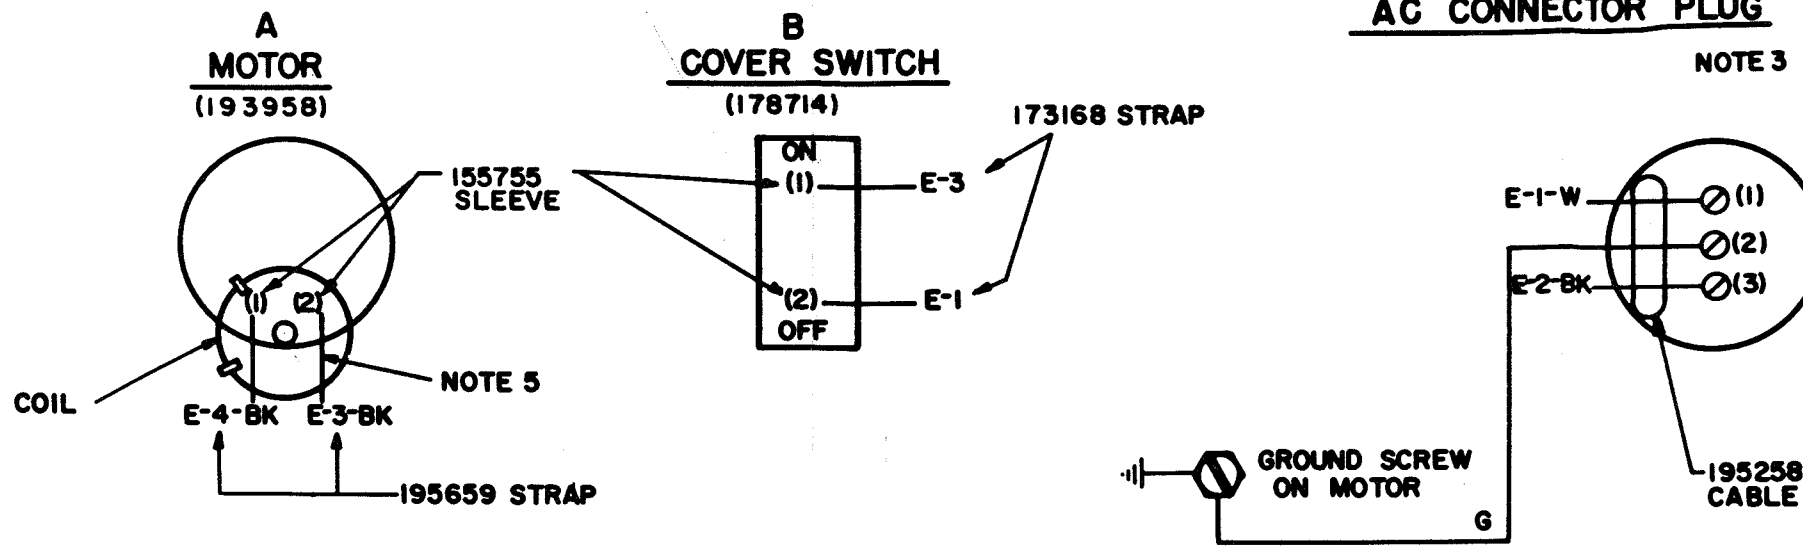 A
MOTOR
(193958)
155755
SLEEVE
(1)
(2)
NOTE 5
COIL
E-4-BK
E-3-BK
195659 STRAP
B
COVER SWITCH
(178714)
ON
(1)
E-3
(2)
E-1
OFF
173168 STRAP
AC CONNECTOR PLUG
NOTE 3
E-1-W
(1)
(2)
E-2-BK
(3)
GROUND SCREW
ON MOTOR
G
195258
CABLE